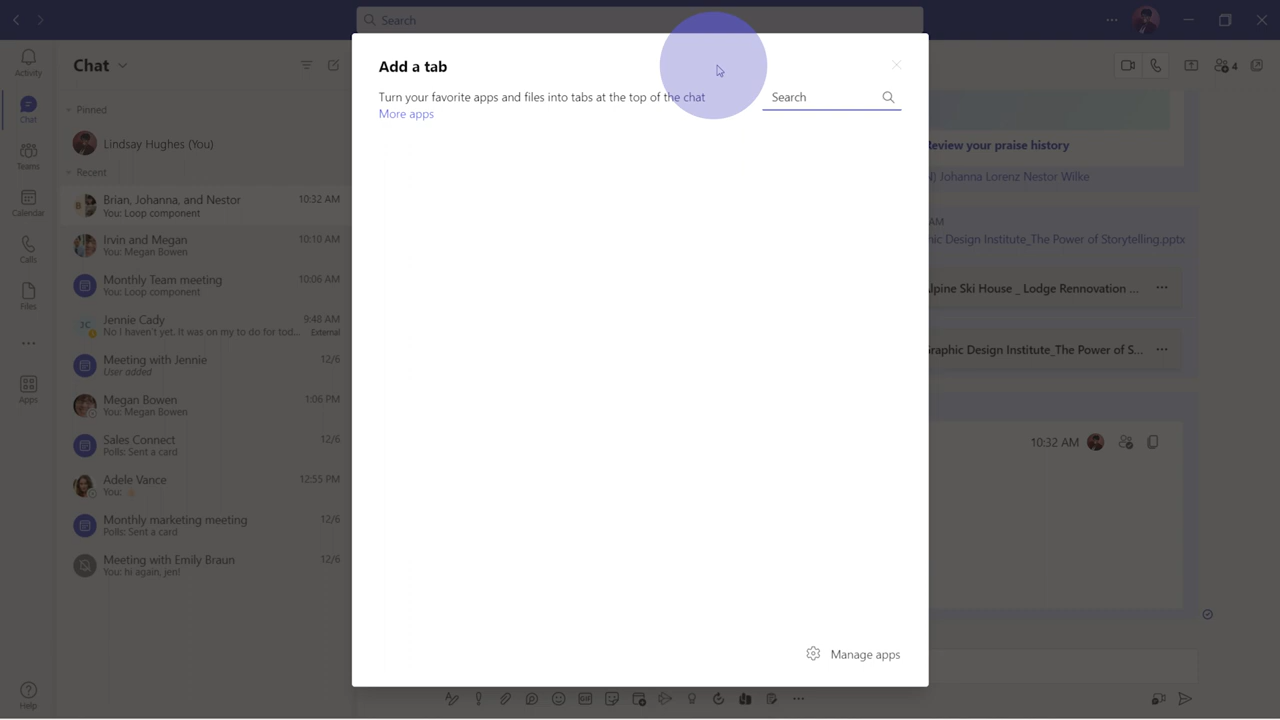 Search
Activity
Chat
Teams
Calendar
Calls
Files
Apps
Help
Chat
Pinned
Lindsay Hughes (You)
Recent
Brian, Johanna, and Nestor 10:32 AM
You: Loop component
Irvin and Megan 10:10 AM
You: Megan Bowen
Monthly Team meeting 10:06 AM
You: Loop component
JC
Jennie Cady 9:48 AM
No I haven't yet. It was on my to do for tod... External
Meeting with Jennie 12/6
User added
Megan Bowen 1:06 PM
You: Megan Bowen
Sales Connect 12/6
Polls: Sent a card
Adele Vance 12:55 PM
You:
Monthly marketing meeting 12/6
Polls: Sent a card
Meeting with Emily Braun 12/6
You: hi again, jen!
Add a tab
Turn your favorite apps and files into tabs at the top of the chat
More apps
Search
Manage apps
4
Review your praise history
Johanna Lorenz Nestor Wilke
AM
Design Institute_The Power of Storytelling.pptx
Alpine Ski House _ Lodge Rennovation ...
Graphic Design Institute_The Power of S...
10:32 AM
GIF